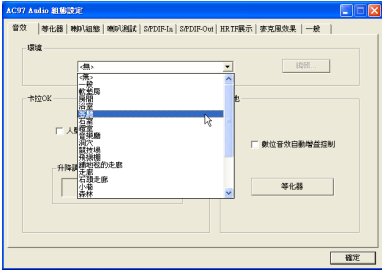 AC97 Audio 組態設定
音效 等化器 喇叭組態 喇叭測試 S/PDIF-In S/PDIF-Out HRTF展示 麥克風效果 一般
環境
<無>
編輯...
<無>
一般
軟墊房
房間
浴室
客廳
石室
禮堂
音樂廳
洞穴
競技場
飛機棚
鋪地毯的走廊
走廊
石頭走廊
小巷
森林
卡拉OK
數位音效自動增益控制
等化器
確定